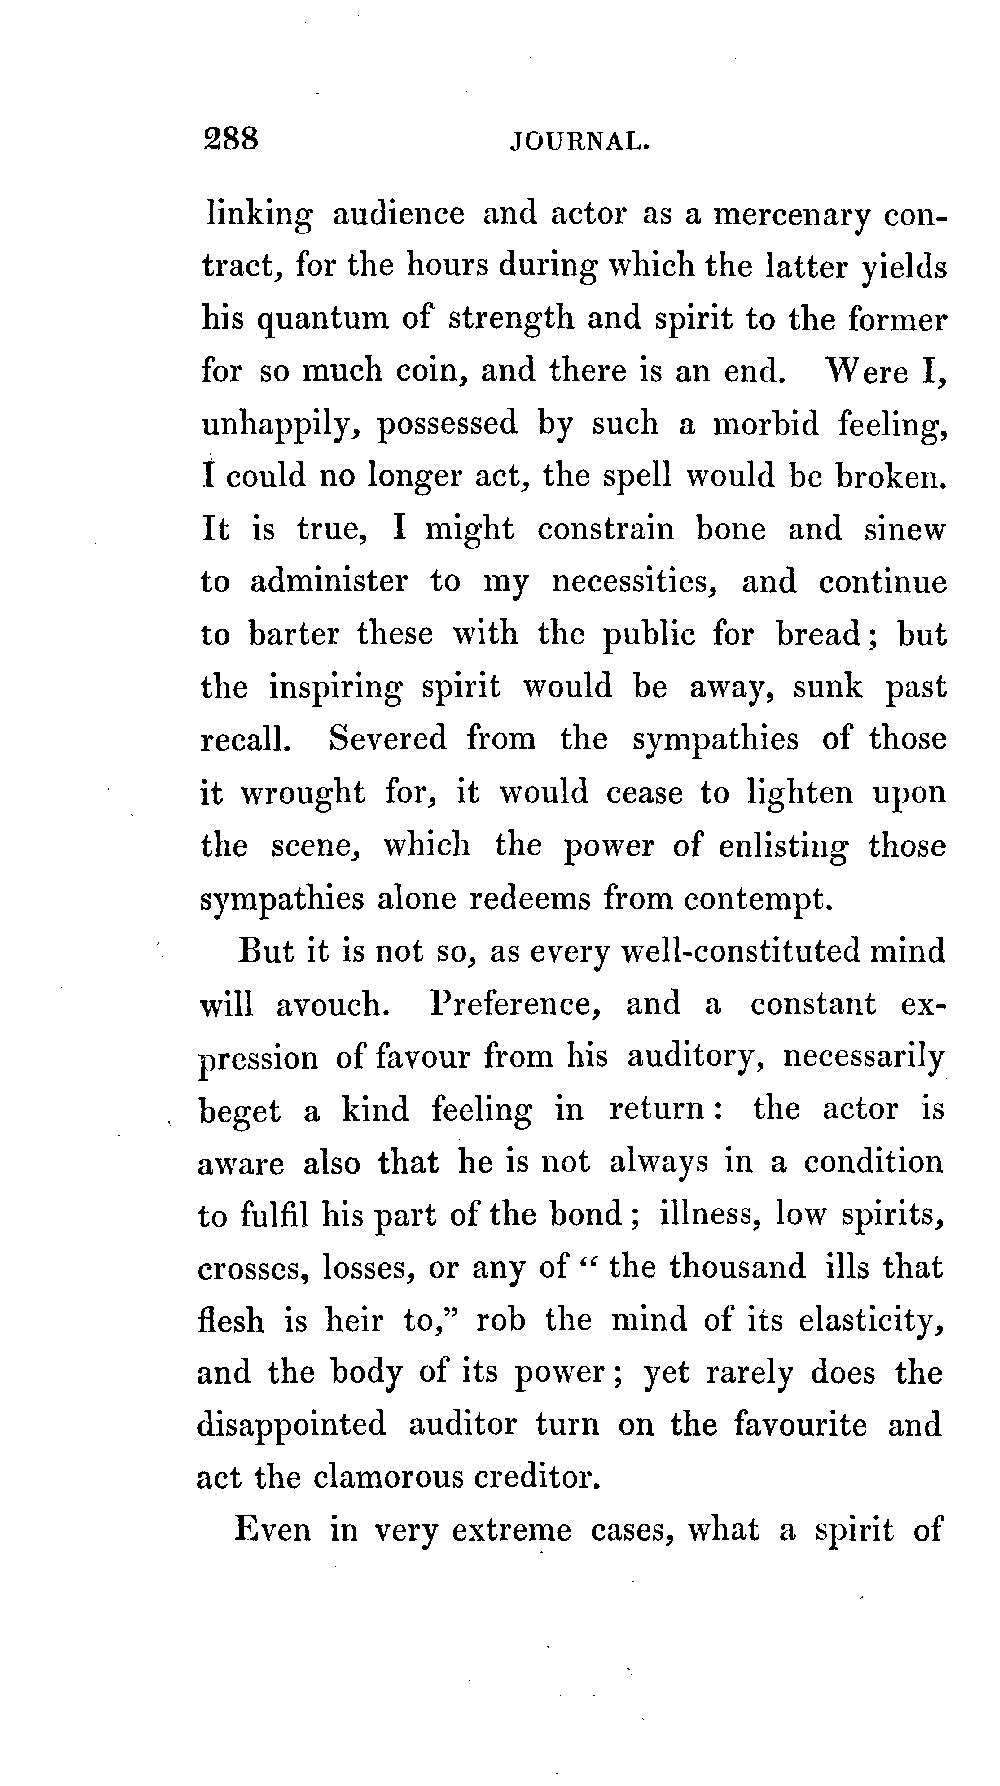 288 JOURNAL.
linking audience and actor as a mercenary con-
tract, for the hours during which the latter yields
his quantum of strength and spirit to the former
for so much coin, and there is an end. Were I,
unhappily, possessed by such a morbid feeling,
I could no longer act, the spell would be broken.
It is true, I might constrain bone and sinew
to administer to my necessities, and continue
to barter these with the public for bread; but
the inspiring spirit would be away, sunk past
recall. Severed from the sympathies of those
it wrought for, it would cease to lighten upon
the scene, which the power of enlisting those
sympathies alone redeems from contempt.
But it is not so, as every well-constituted mind
will avouch. Preference, and a constant ex-
pression of favour from his auditory, necessarily
beget a kind feeling in return: the actor is
aware also that he is not always in a condition
to fulfil his part of the bond; illness, low spirits,
crosses, losses, or any of "the thousand ills that
flesh is heir to," rob the mind of its elasticity,
and the body of its power; yet rarely does the
disappointed auditor turn on the favourite and
act the clamorous creditor.
Even in very extreme cases, what a spirit of